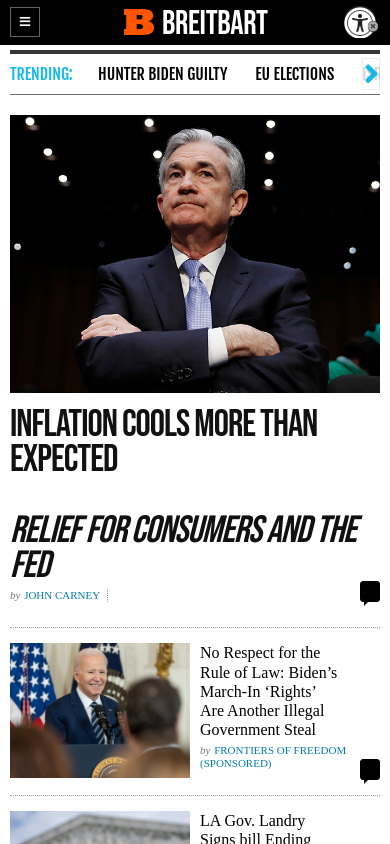 BREITBART
TRENDING:
HUNTER BIDEN GUILTY
EU ELECTIONS
INFLATION COOLS MORE THAN
EXPECTED
RELIEF FOR CONSUMERS AND THE
FED
by JOHN CARNEY
No Respect for the
Rule of Law: Biden’s
March-In ‘Rights’
Are Another Illegal
Government Steal
by FRONTIERS OF FREEDOM
(SPONSORED)
LA Gov. Landry
Signs bill Ending